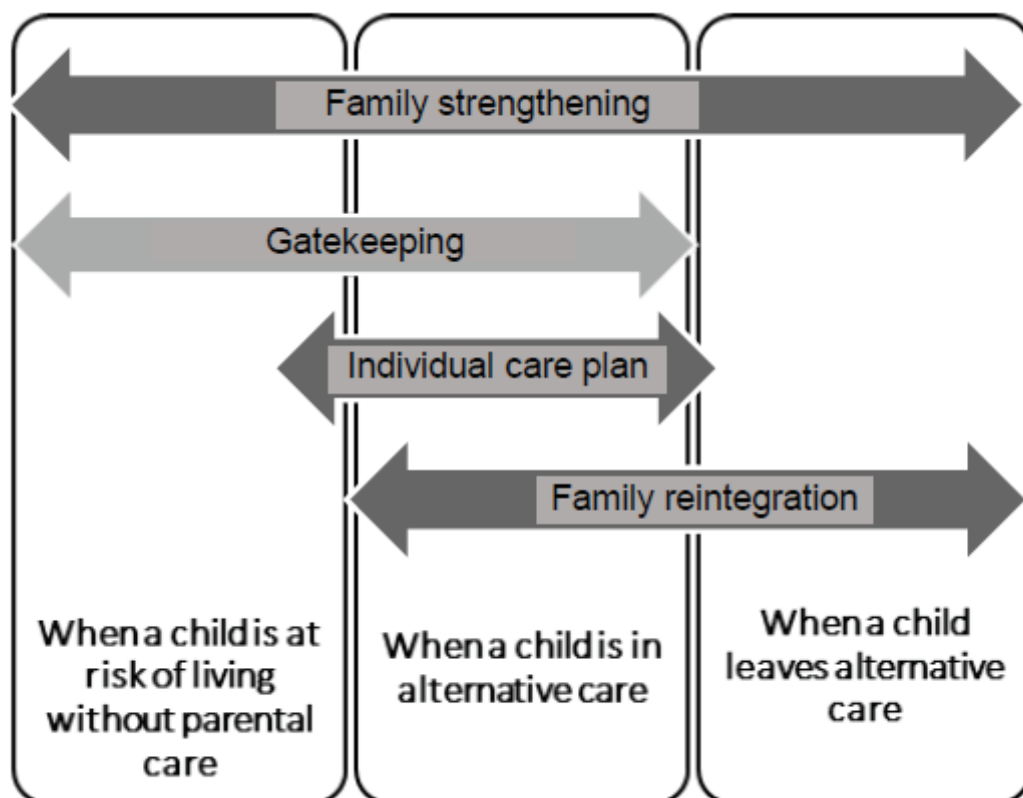 Family strengthening
Gatekeeping
Individual care plan
Family reintegration
When a child is at
risk of living
without parental
care
When a child is in
alternative care
When a child
leaves alternative
care